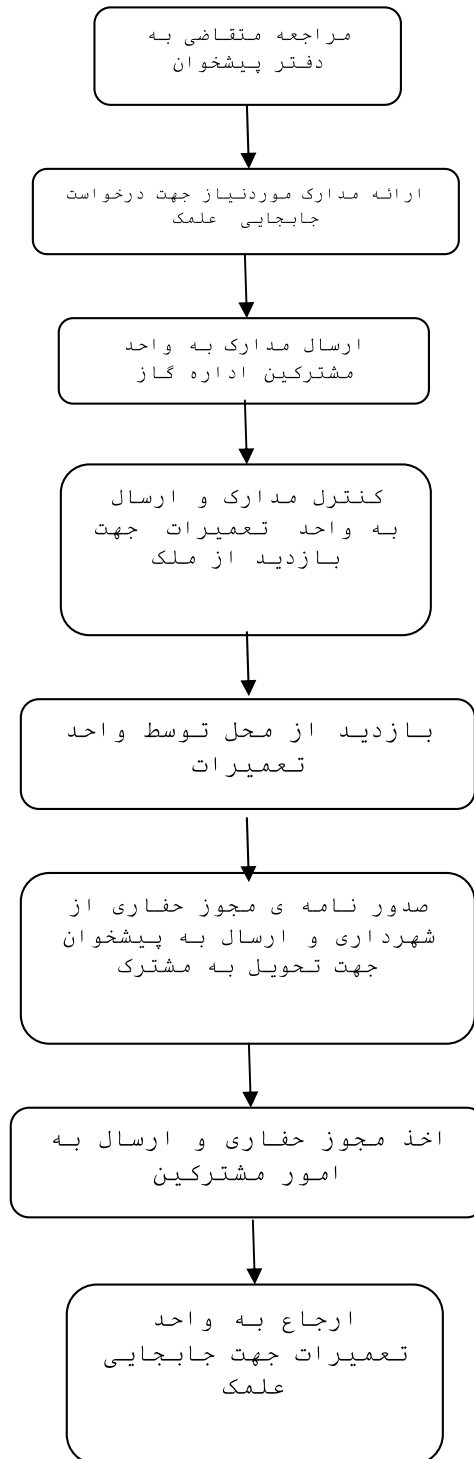 مراجعه متقاضی به
دفتر پیشخوان
ارائه مدارک موردنیاز جهت درخواست
جابجایی علمک
ارسال مدارک به واحد
مشترکین اداره گاز
کنترل مدارک و ارسال
به واحد تعمیرات جهت
بازدید از ملک
بازدید از محل توسط واحد
تعمیرات
صدور نامه ی مجوز حفاری از
شهرداری و ارسال به پیشخوان
جهت تحویل به مشترک
اخذ مجوز حفاری و ارسال به
امور مشترکین
ارجاع به واحد
تعمیرات جهت جابجایی
علمک